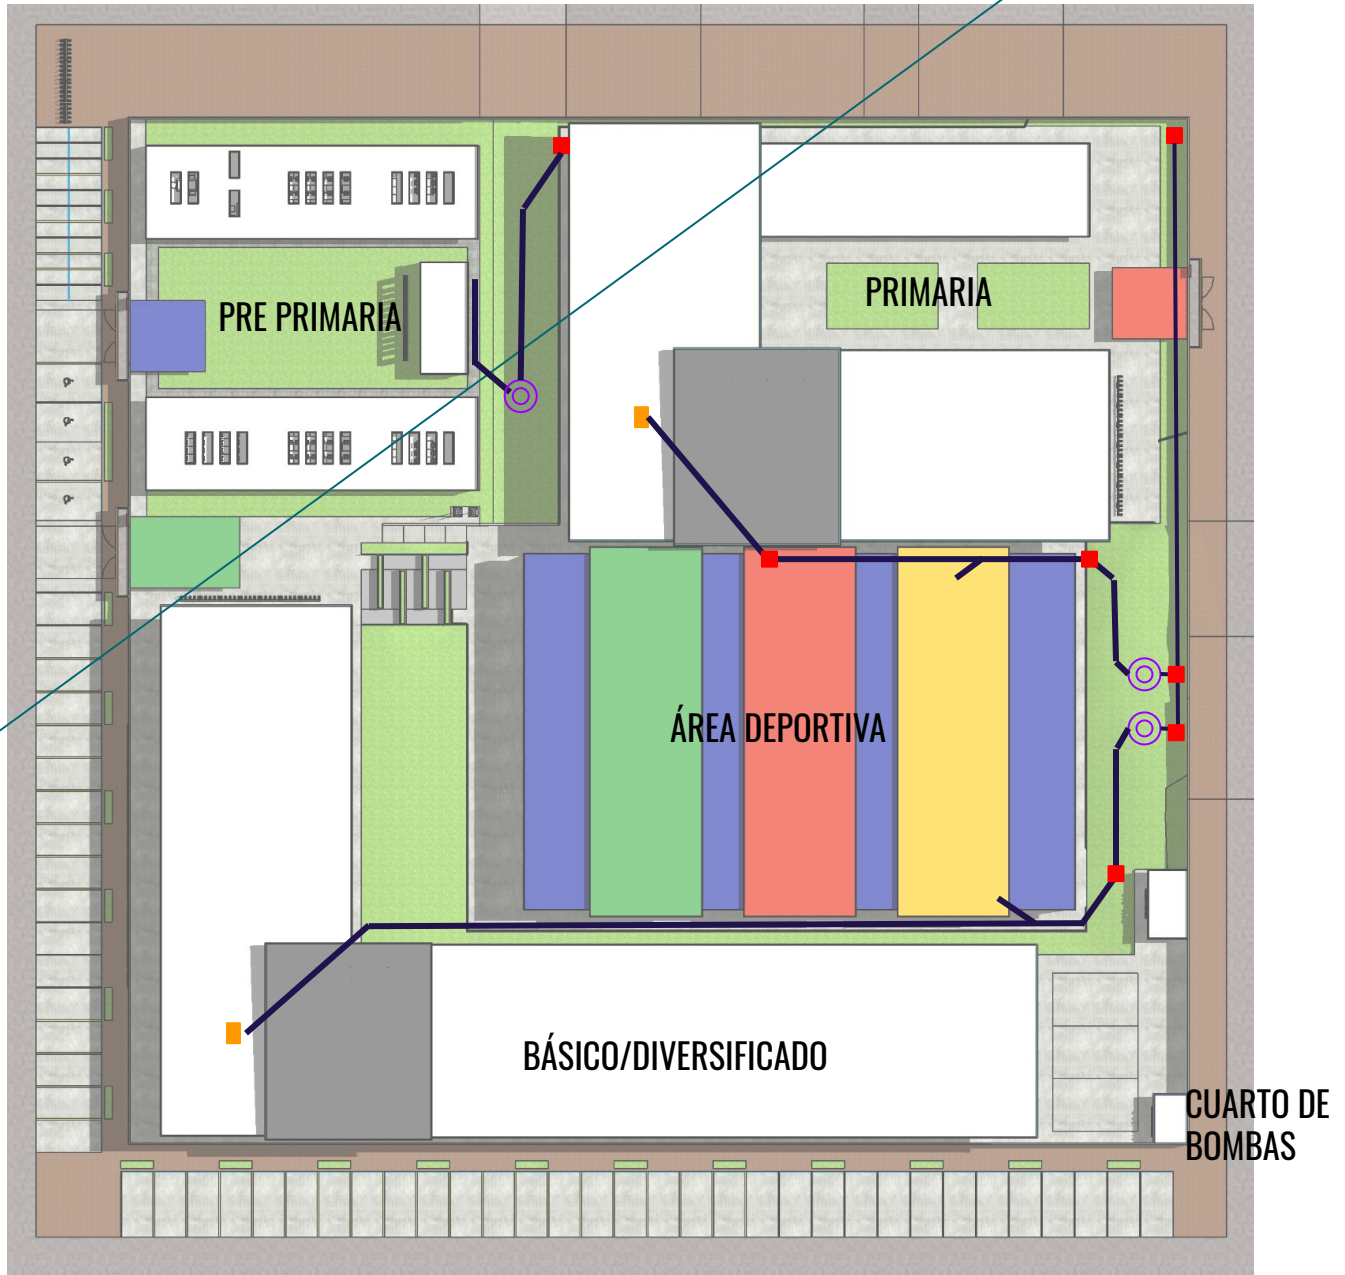 PRIMARIA
PRE PRIMARIA
ÁREA DEPORTIVA
BÁSICO/DIVERSIFICADO
CUARTO DE
BOMBAS